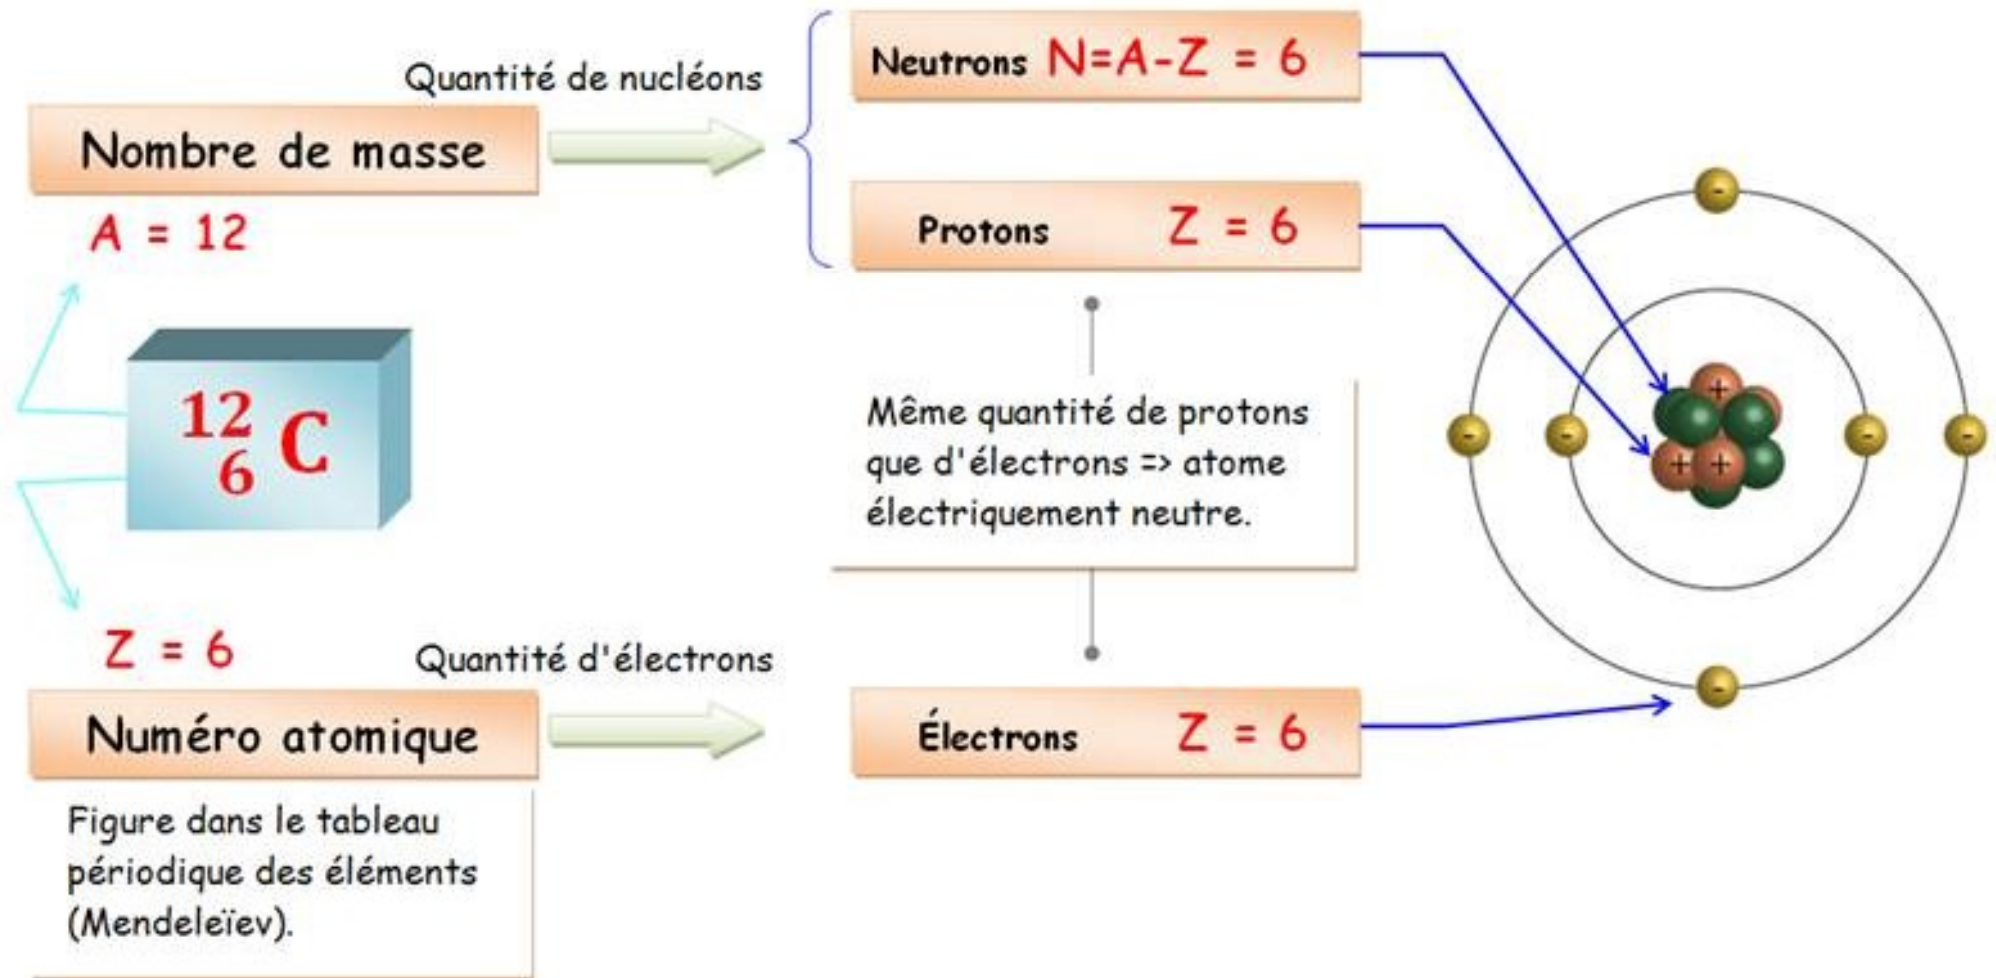 Quantité de nucléons
Nombre de masse
A = 12
Neutrons N=A-Z = 6
Protons Z = 6
12
6 C
Même quantité de protons
que d'électrons => atome
électriquement neutre.
Z = 6
Quantité d'électrons
Numéro atomique
Électrons Z = 6
Figure dans le tableau
périodique des éléments
(Mendeleïev).
-
-
-
-
-
-
+
+
+